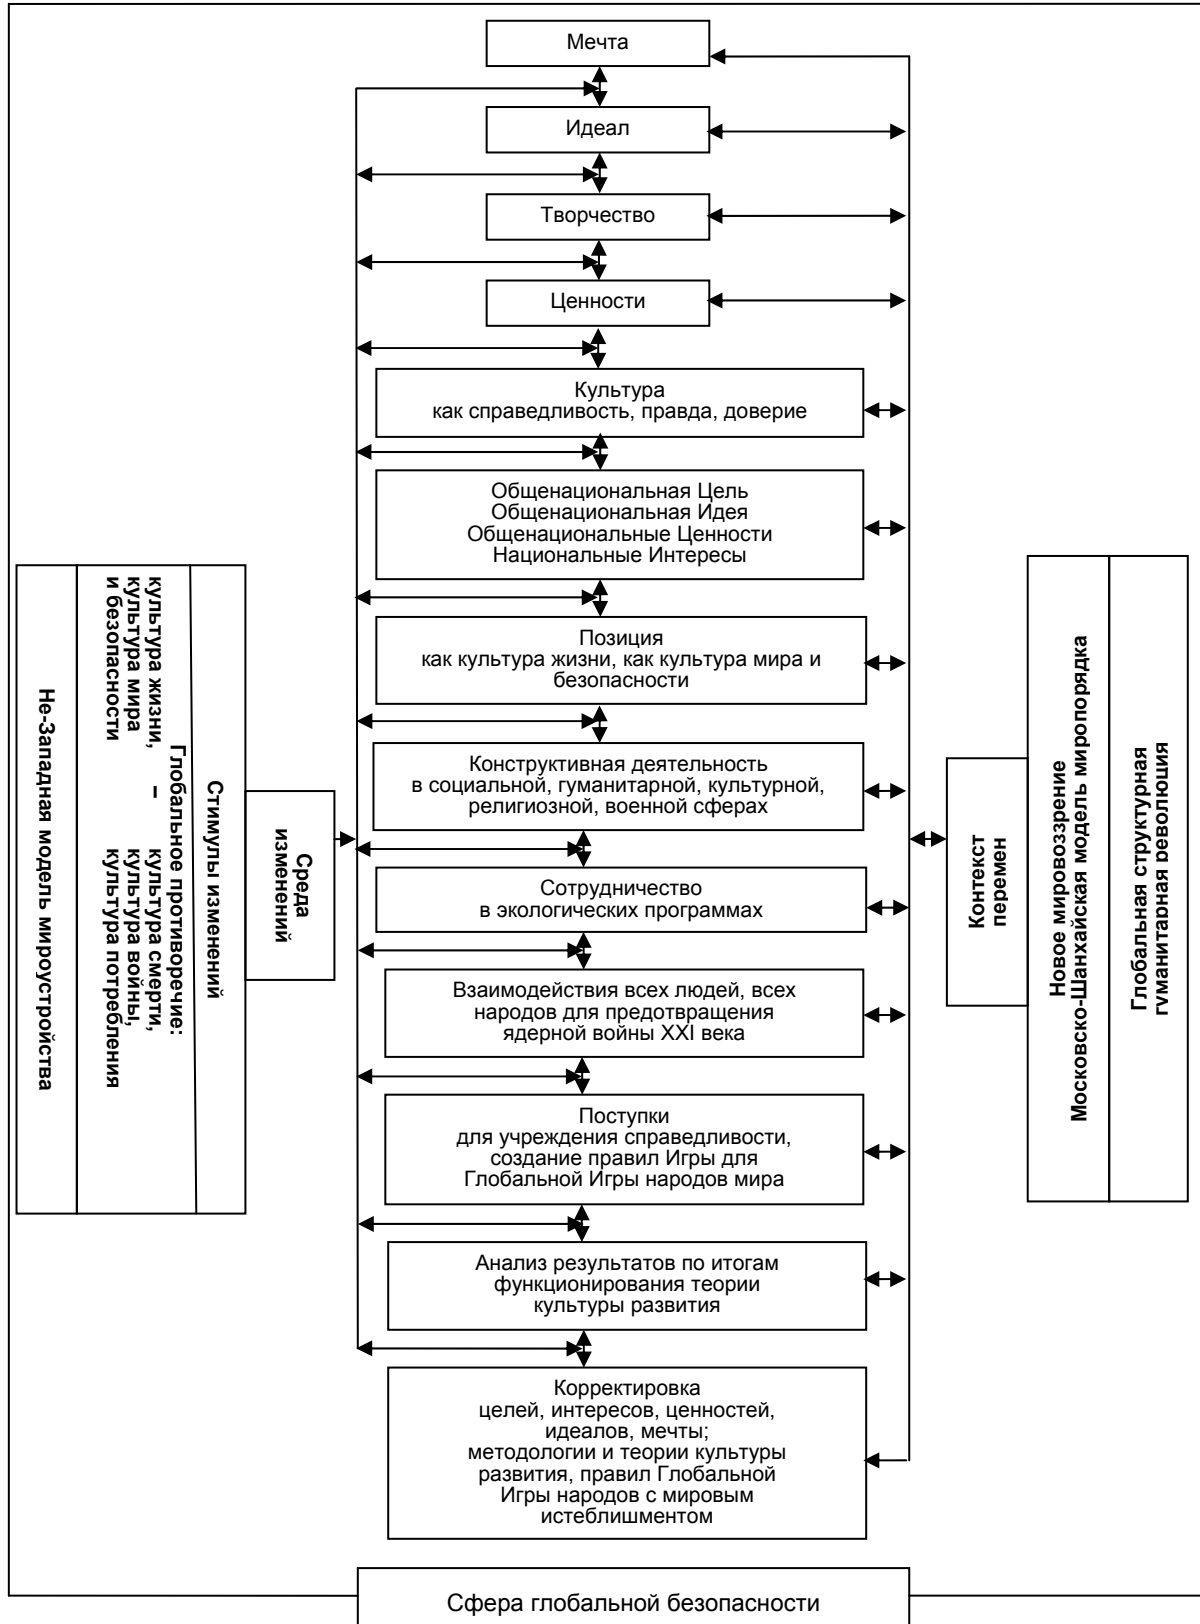 Мечта
Идеал
Творчество
Ценности
Культура
как справедливость, правда, доверие
Общенациональная Цель
Общенациональная Идея
Общенациональные Ценности
Национальные Интересы
Позиция
как культура жизни, как культура мира и
безопасности
Конструктивная деятельность
в социальной, гуманитарной, культурной,
религиозной, военной сферах
Сотрудничество
в экологических программах
Взаимодействия всех людей, всех
народов для предотвращения
ядерной войны XXI века
Поступки
для учреждения справедливости,
создание правил Игры для
Глобальной Игры народов мира
Анализ результатов по итогам
функционирования теории
культуры развития
Корректировка
целей, интересов, ценностей,
идеалов, мечты;
методологии и теории культуры
развития, правил Глобальной
Игры народов с мировым
истеблишментом
Среда
изменений
Стимулы изменений
Глобальное противоречие:
культура жизни, – культура смерти,
культура мира культура войны,
и безопасности культура потребления
Не-Западная модель мироустройства
Контекст
перемен
Новое мировоззрение
Московско-Шанхайская модель миропорядка
Глобальная структурная
гуманитарная революция
Сфера глобальной безопасности